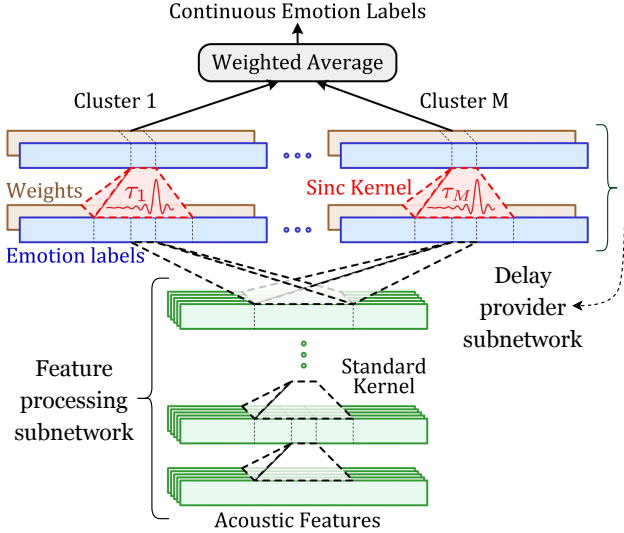 Continuous Emotion Labels
Weighted Average
Cluster 1
Cluster M
Weights
τ1
Sinc Kernel
τM
Emotion labels
Delay
provider
subnetwork
Feature
processing
subnetwork
Standard
Kernel
Acoustic Features